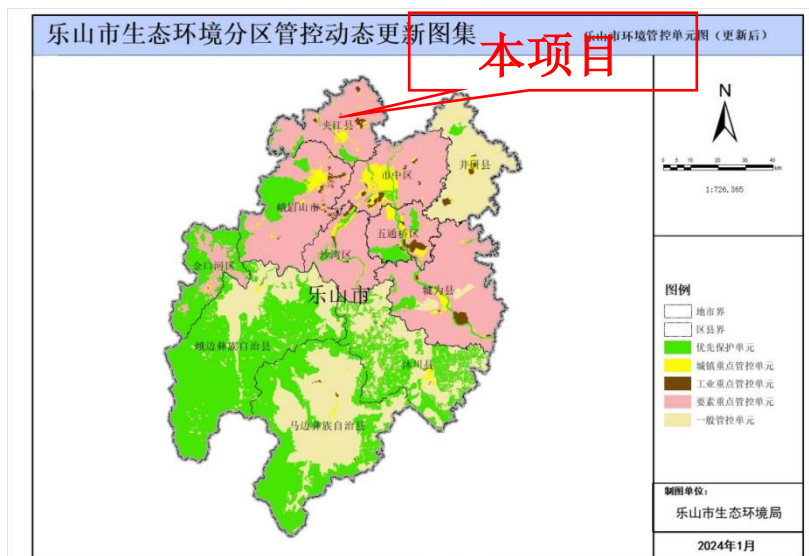 乐山市生态环境分区管控动态更新图集
乐山市环境管控单元图（更新后）
本项目
N
0 5 10 20 30 40
km
1:726,365
夹江县
井研县
市中区
峨眉山市
五通桥区
沙湾区
金口河区
犍为县
乐山市
峨边彝族自治县
沐川县
马边彝族自治县
图例
地市界
区县界
优先保护单元
城镇重点管控单元
工业重点管控单元
要素重点管控单元
一般管控单元
制图单位：
乐山市生态环境局
2024年1月